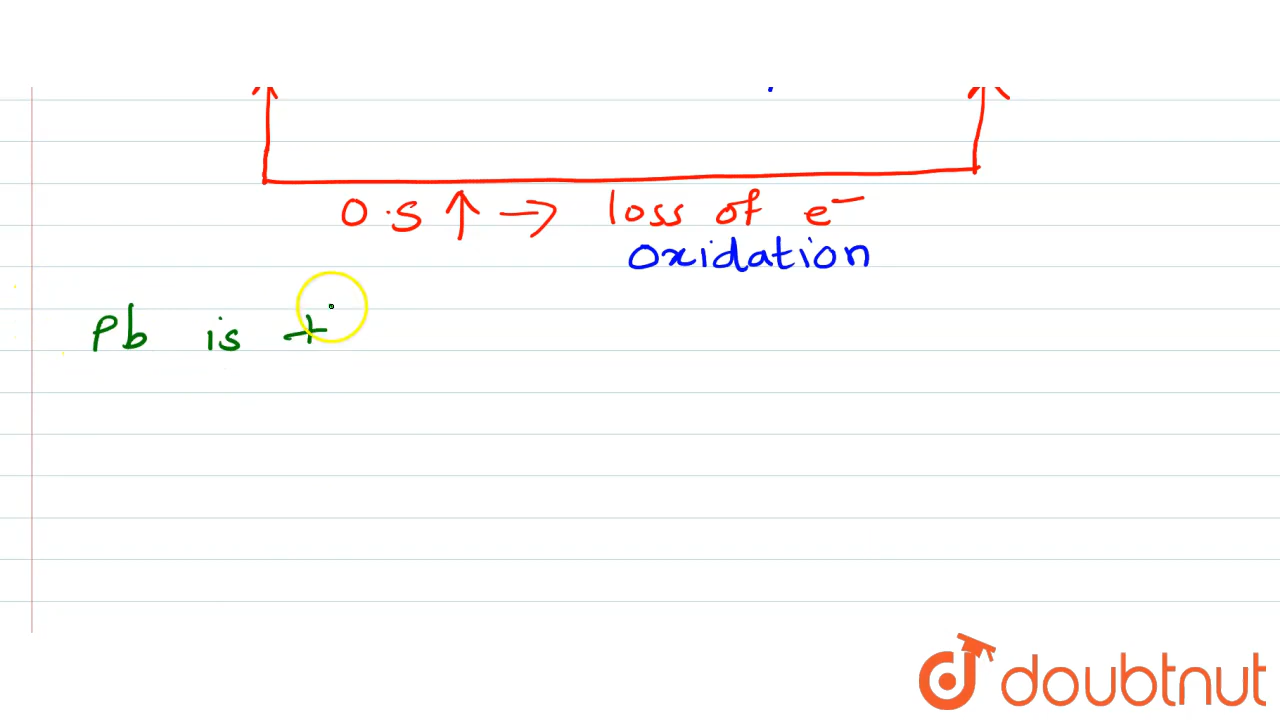 O.S ↑ → loss of e⁻
oxidation
Pb is t
doubtnut